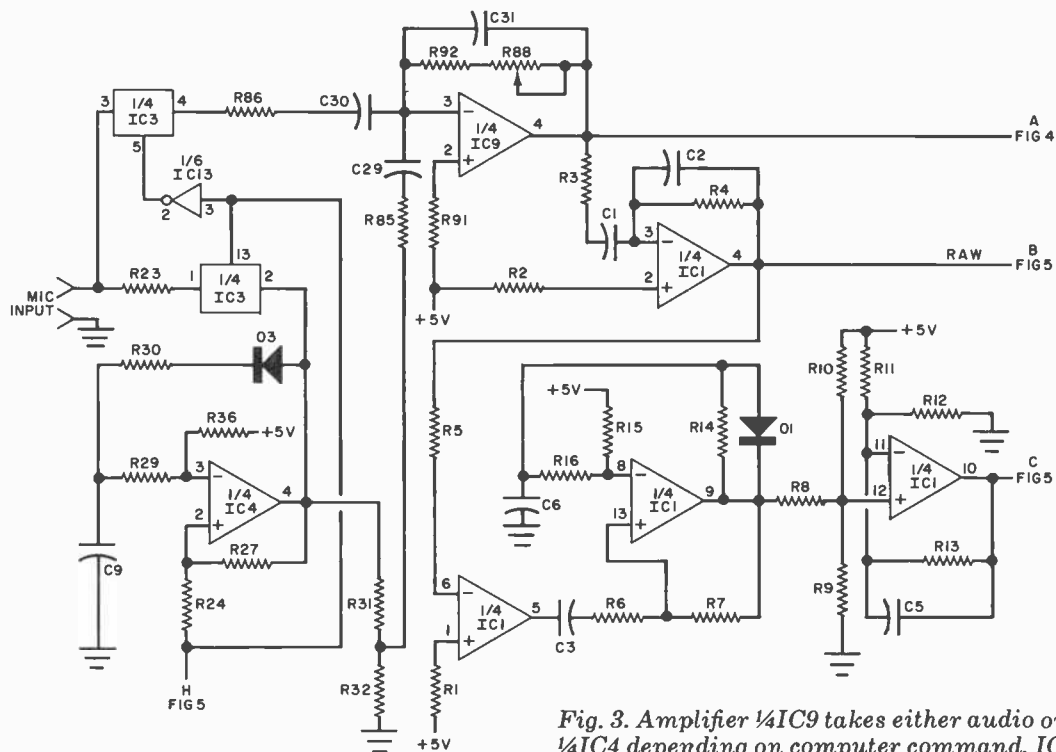 C31
R92 R88
3 1/4 IC3 4
R86
C30
3 - 1/4 IC9 4
2 +
A
FIG 4
5
1/6
IC13
2 3
C29
R85
R91
R3
C2
R4
C1
3 - 1/4 IC1 4
2 +
RAW
B
FIG 5
13
R23
1 1/4 IC3 2
MIC
INPUT
R2
+5V
R30
D3
R36
+5V
R29
3 - 1/4 IC4 4
2 +
R27
C9
R24
H
FIG 5
R31
R32
R5
+5V
R15
R14
D1
R16
8 - 1/4 IC1 9
13 +
C6
R8
6 - 1/4 IC1 5
1 +
C3
R6
R7
R1
+5V
+5V
R10
R11
R12
11 - 1/4 IC1 10
12 +
C
FIG 5
R9
R13
C5
Fig. 3. Amplifier ¼IC9 takes either audio o
¼IC4 depending on computer command. IC